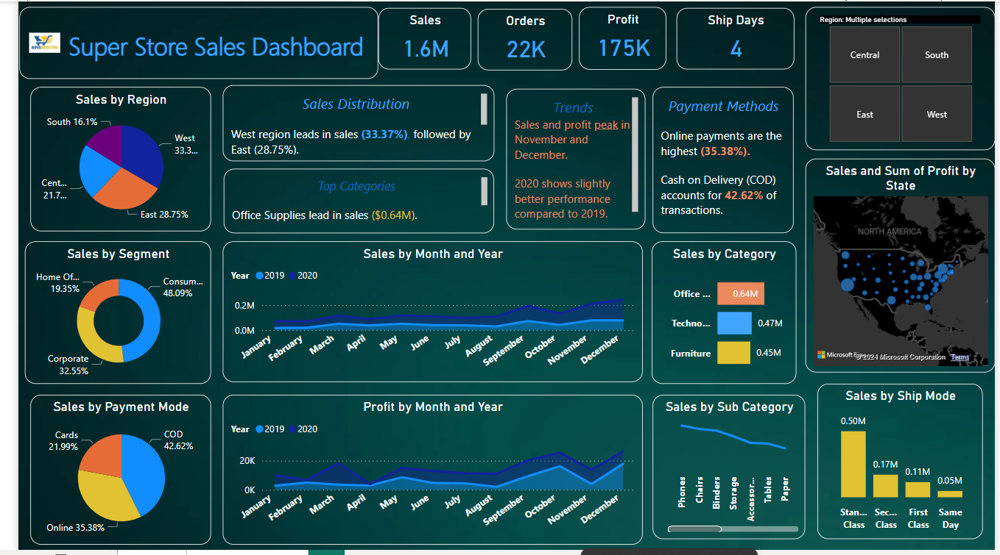 Super Store Sales Dashboard
Sales
1.6M
Orders
22K
Profit
175K
Ship Days
4
Region: Multiple selections
Central
South
East
West
Sales by Region
South 16.1%
West
33.3...
Cent...
21.7...
East 28.75%
Sales Distribution
West region leads in sales (33.37%), followed by
East (28.75%).
Top Categories
Office Supplies lead in sales ($0.64M).
Trends
Sales and profit peak in
November and
December.
2020 shows slightly
better performance
compared to 2019.
Payment Methods
Online payments are the
highest (35.38%).
Cash on Delivery (COD)
accounts for 42.62% of
transactions.
Sales and Sum of Profit by
State
NORTH AMERICA
© 2024 Microsoft Corporation Terms
Sales by Segment
Home Of...
19.35%
Consum...
48.09%
Corporate
32.55%
Sales by Month and Year
Year 2019 2020
0.2M
0.0M
January
February
March
April
May
June
July
August
September
October
November
December
Sales by Category
Office ...
0.64M
Techno...
0.47M
Furniture
0.45M
Sales by Payment Mode
Cards
21.99%
COD
42.62%
Online 35.38%
Profit by Month and Year
Year 2019 2020
20K
0K
January
February
March
April
May
June
July
August
September
October
November
December
Sales by Sub Category
Phones
Chairs
Binders
Storage
Accessor...
Tables
Paper
Sales by Ship Mode
0.50M
0.17M
0.11M
0.05M
Stan...
Class
Sec...
Class
First
Class
Same
Day